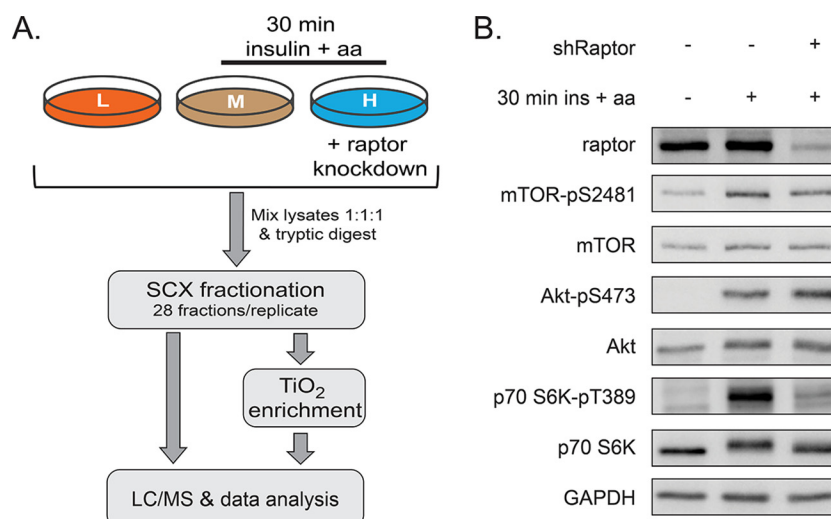 A.
30 min
insulin + aa
L
M
H
+ raptor
knockdown
Mix lysates 1:1:1
& tryptic digest
SCX fractionation
28 fractions/replicate
TiO2
enrichment
LC/MS & data analysis
B.
shRaptor - - +
30 min ins + aa - + +
raptor
mTOR-pS2481
mTOR
Akt-pS473
Akt
p70 S6K-pT389
p70 S6K
GAPDH